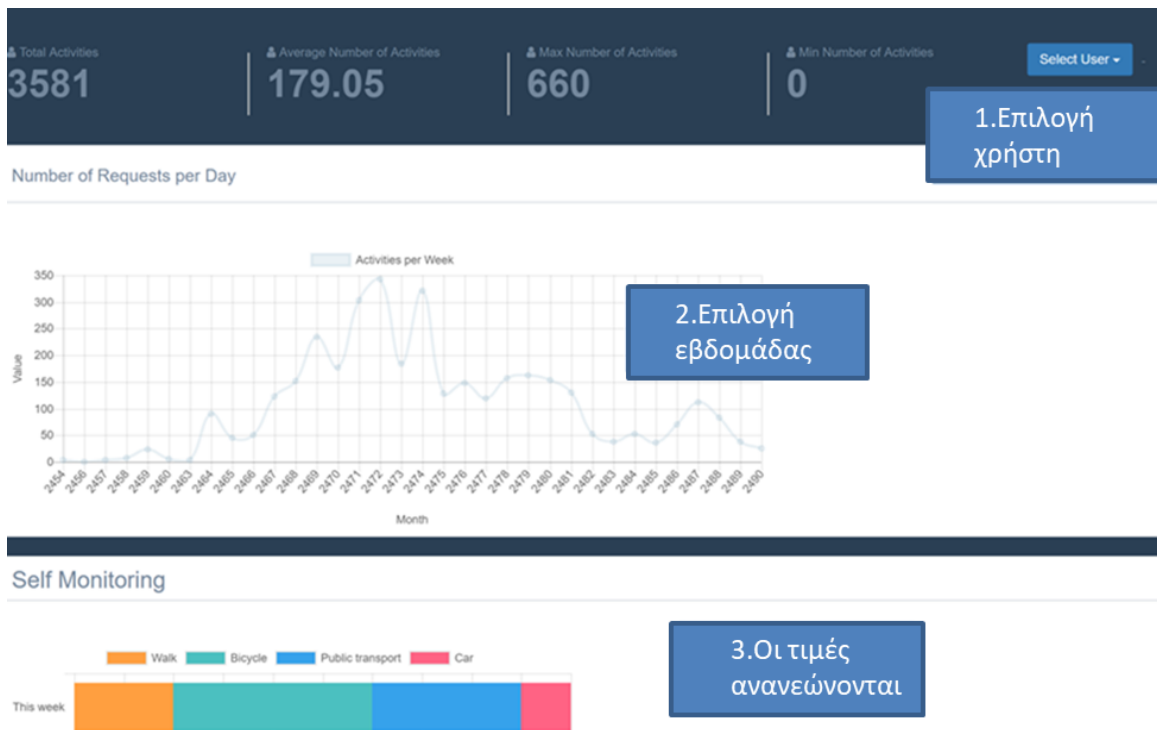 Total Activities
3581
Average Number of Activities
179.05
Max Number of Activities
660
Min Number of Activities
0
Select User
1.Επιλογή
χρήστη
Number of Requests per Day
Activities per Week
350
300
250
200
150
100
50
0
Value
2.Επιλογή
εβδομάδας
2454 2456 2457 2458 2459 2460 2463 2464 2465 2466 2467 2468 2469 2470 2471 2472 2473 2474 2475 2476 2477 2478 2479 2480 2481 2482 2483 2484 2485 2486 2487 2488 2489 2490
Month
Self Monitoring
Walk Bicycle Public transport Car
This week
3.Οι τιμές
ανανεώνονται